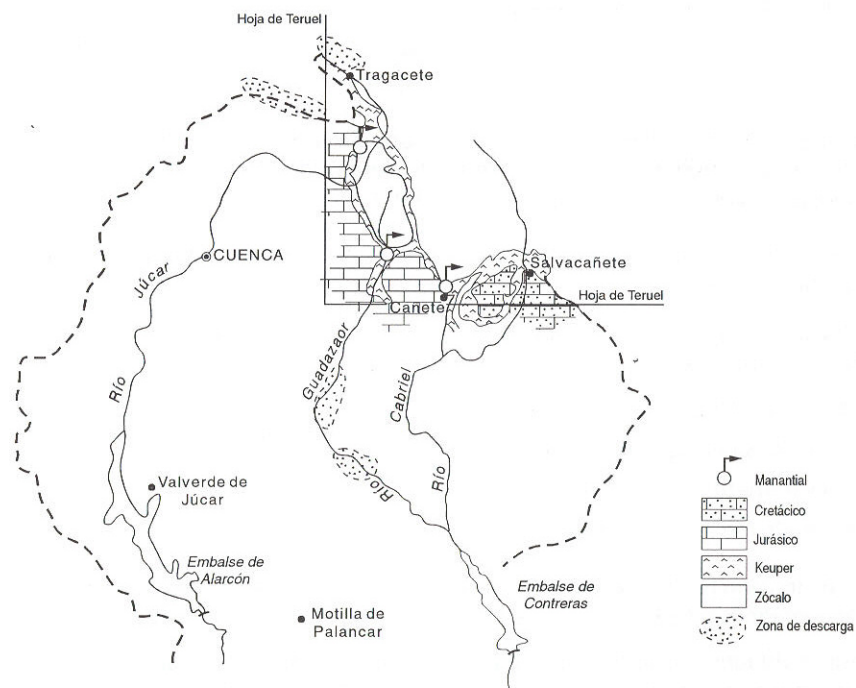 Hoja de Teruel
Tragacete
CUENCA
Júcar
Río
Salvacañete
Hoja de Teruel
Cañete
Guadazaor
Río
Cabriel
Río
Valverde de
Júcar
Embalse de
Alarcón
Motilla de
Palancar
Embalse de
Contreras
Manantial
Cretácico
Jurásico
Keuper
Zócalo
Zona de descarga